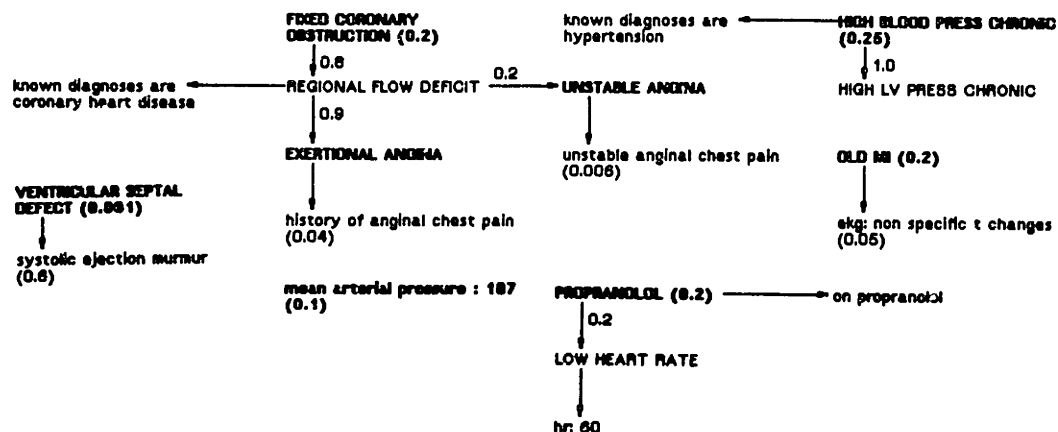 FIXED CORONARY
OBSTRUCTION (0.2)
known diagnoses are
hypertension
HIGH BLOOD PRESS CHRONIC
(0.25)
0.6
1.0
known diagnoses are
coronary heart disease
REGIONAL FLOW DEFICIT
0.2
UNSTABLE ANGINA
HIGH LV PRESS CHRONIC
0.9
EXERTIONAL ANGINA
unstable anginal chest pain
(0.006)
OLD MI (0.2)
VENTRICULAR SEPTAL
DEFECT
history of anginal chest pain
(0.04)
ekg: non specific t changes
(0.05)
systolic ejection murmur
(0.6)
mean arterial pressure : 107
(0.1)
PROPRANOLOL (0.2)
on propranolol
0.2
LOW HEART RATE
hr: 60